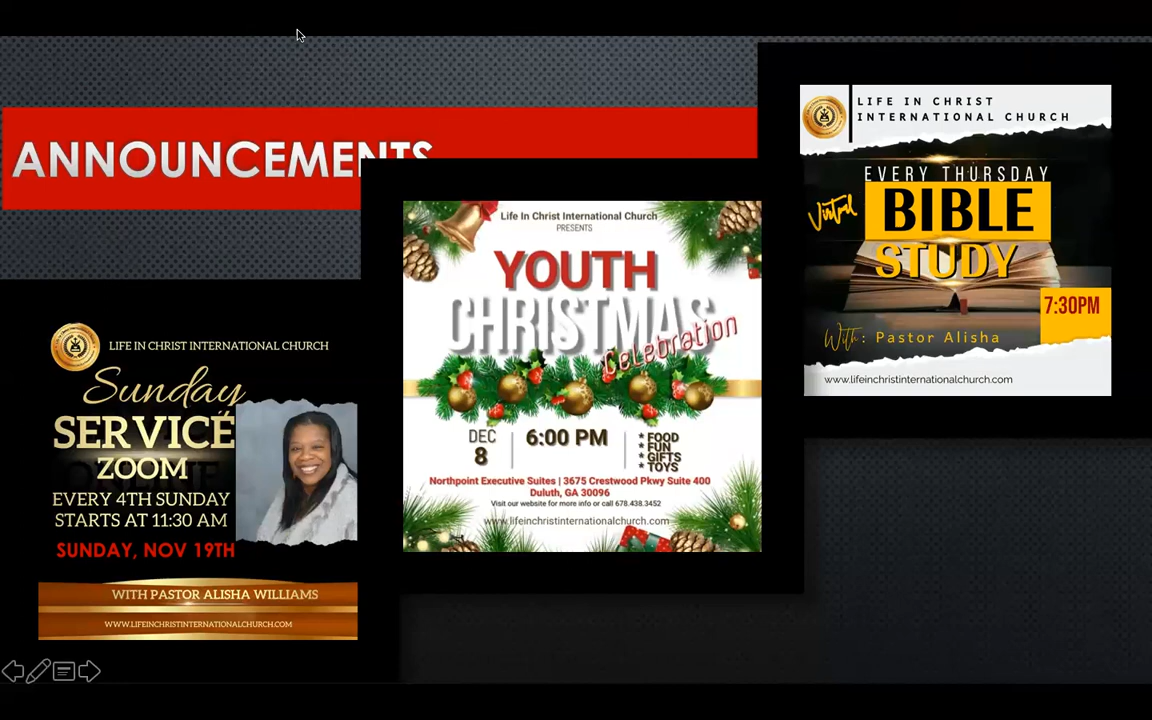 ANNOUNCEMENTS
LIFE IN CHRIST INTERNATIONAL CHURCH
Sunday
SERVICE
ZOOM
EVERY 4TH SUNDAY
STARTS AT 11:30 AM
SUNDAY, NOV 19TH
WITH PASTOR ALISHA WILLIAMS
WWW.LIFEINCHRISTINTERNATIONALCHURCH.COM
Life In Christ International Church
PRESENTS
YOUTH
CHRISTMAS
Celebration
DEC
8
6:00 PM
* FOOD
* FUN
* GIFTS
* TOYS
Northpoint Executive Suites | 3675 Crestwood Pkwy Suite 400
Duluth, GA 30096
Visit our website for more info or call 678.438.3452
www.lifeinchristinternationalchurch.com
LIFE IN CHRIST
INTERNATIONAL CHURCH
EVERY THURSDAY
Virtual
BIBLE
STUDY
7:30PM
With: Pastor Alisha
www.lifeinchristinternationalchurch.com